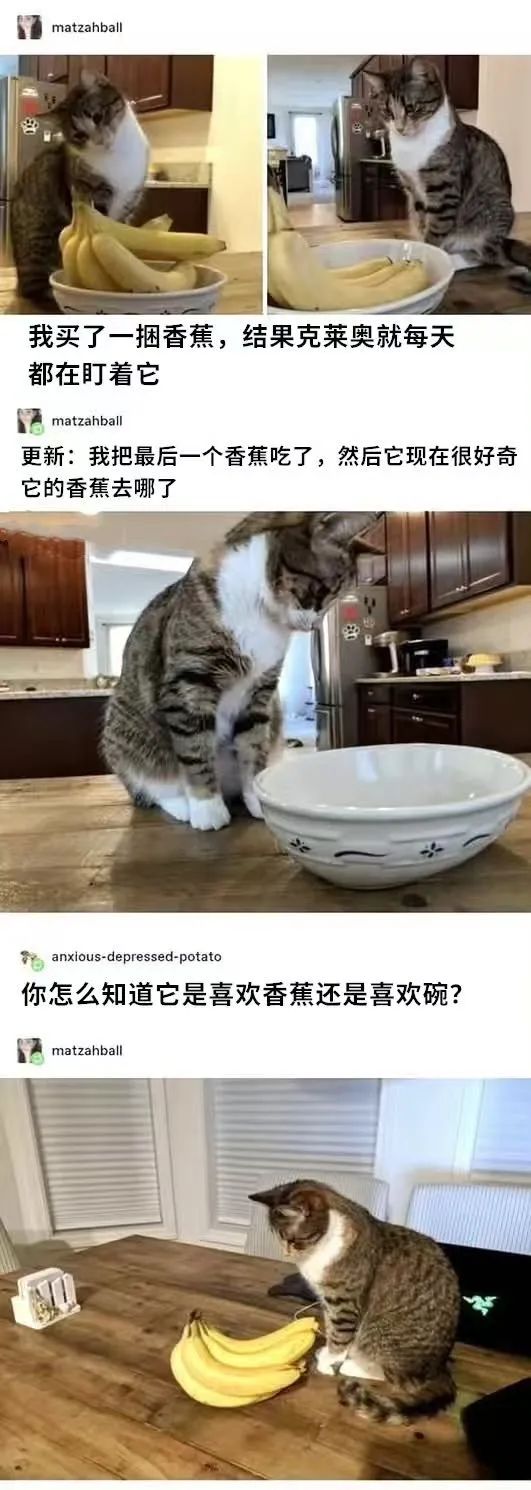 matzahball
我买了一捆香蕉，结果克莱奥就每天
都在盯着它
matzahball
更新：我把最后一个香蕉吃了，然后它现在很好奇
它的香蕉去哪了
anxious-depressed-potato
你怎么知道它是喜欢香蕉还是喜欢碗？
matzahball